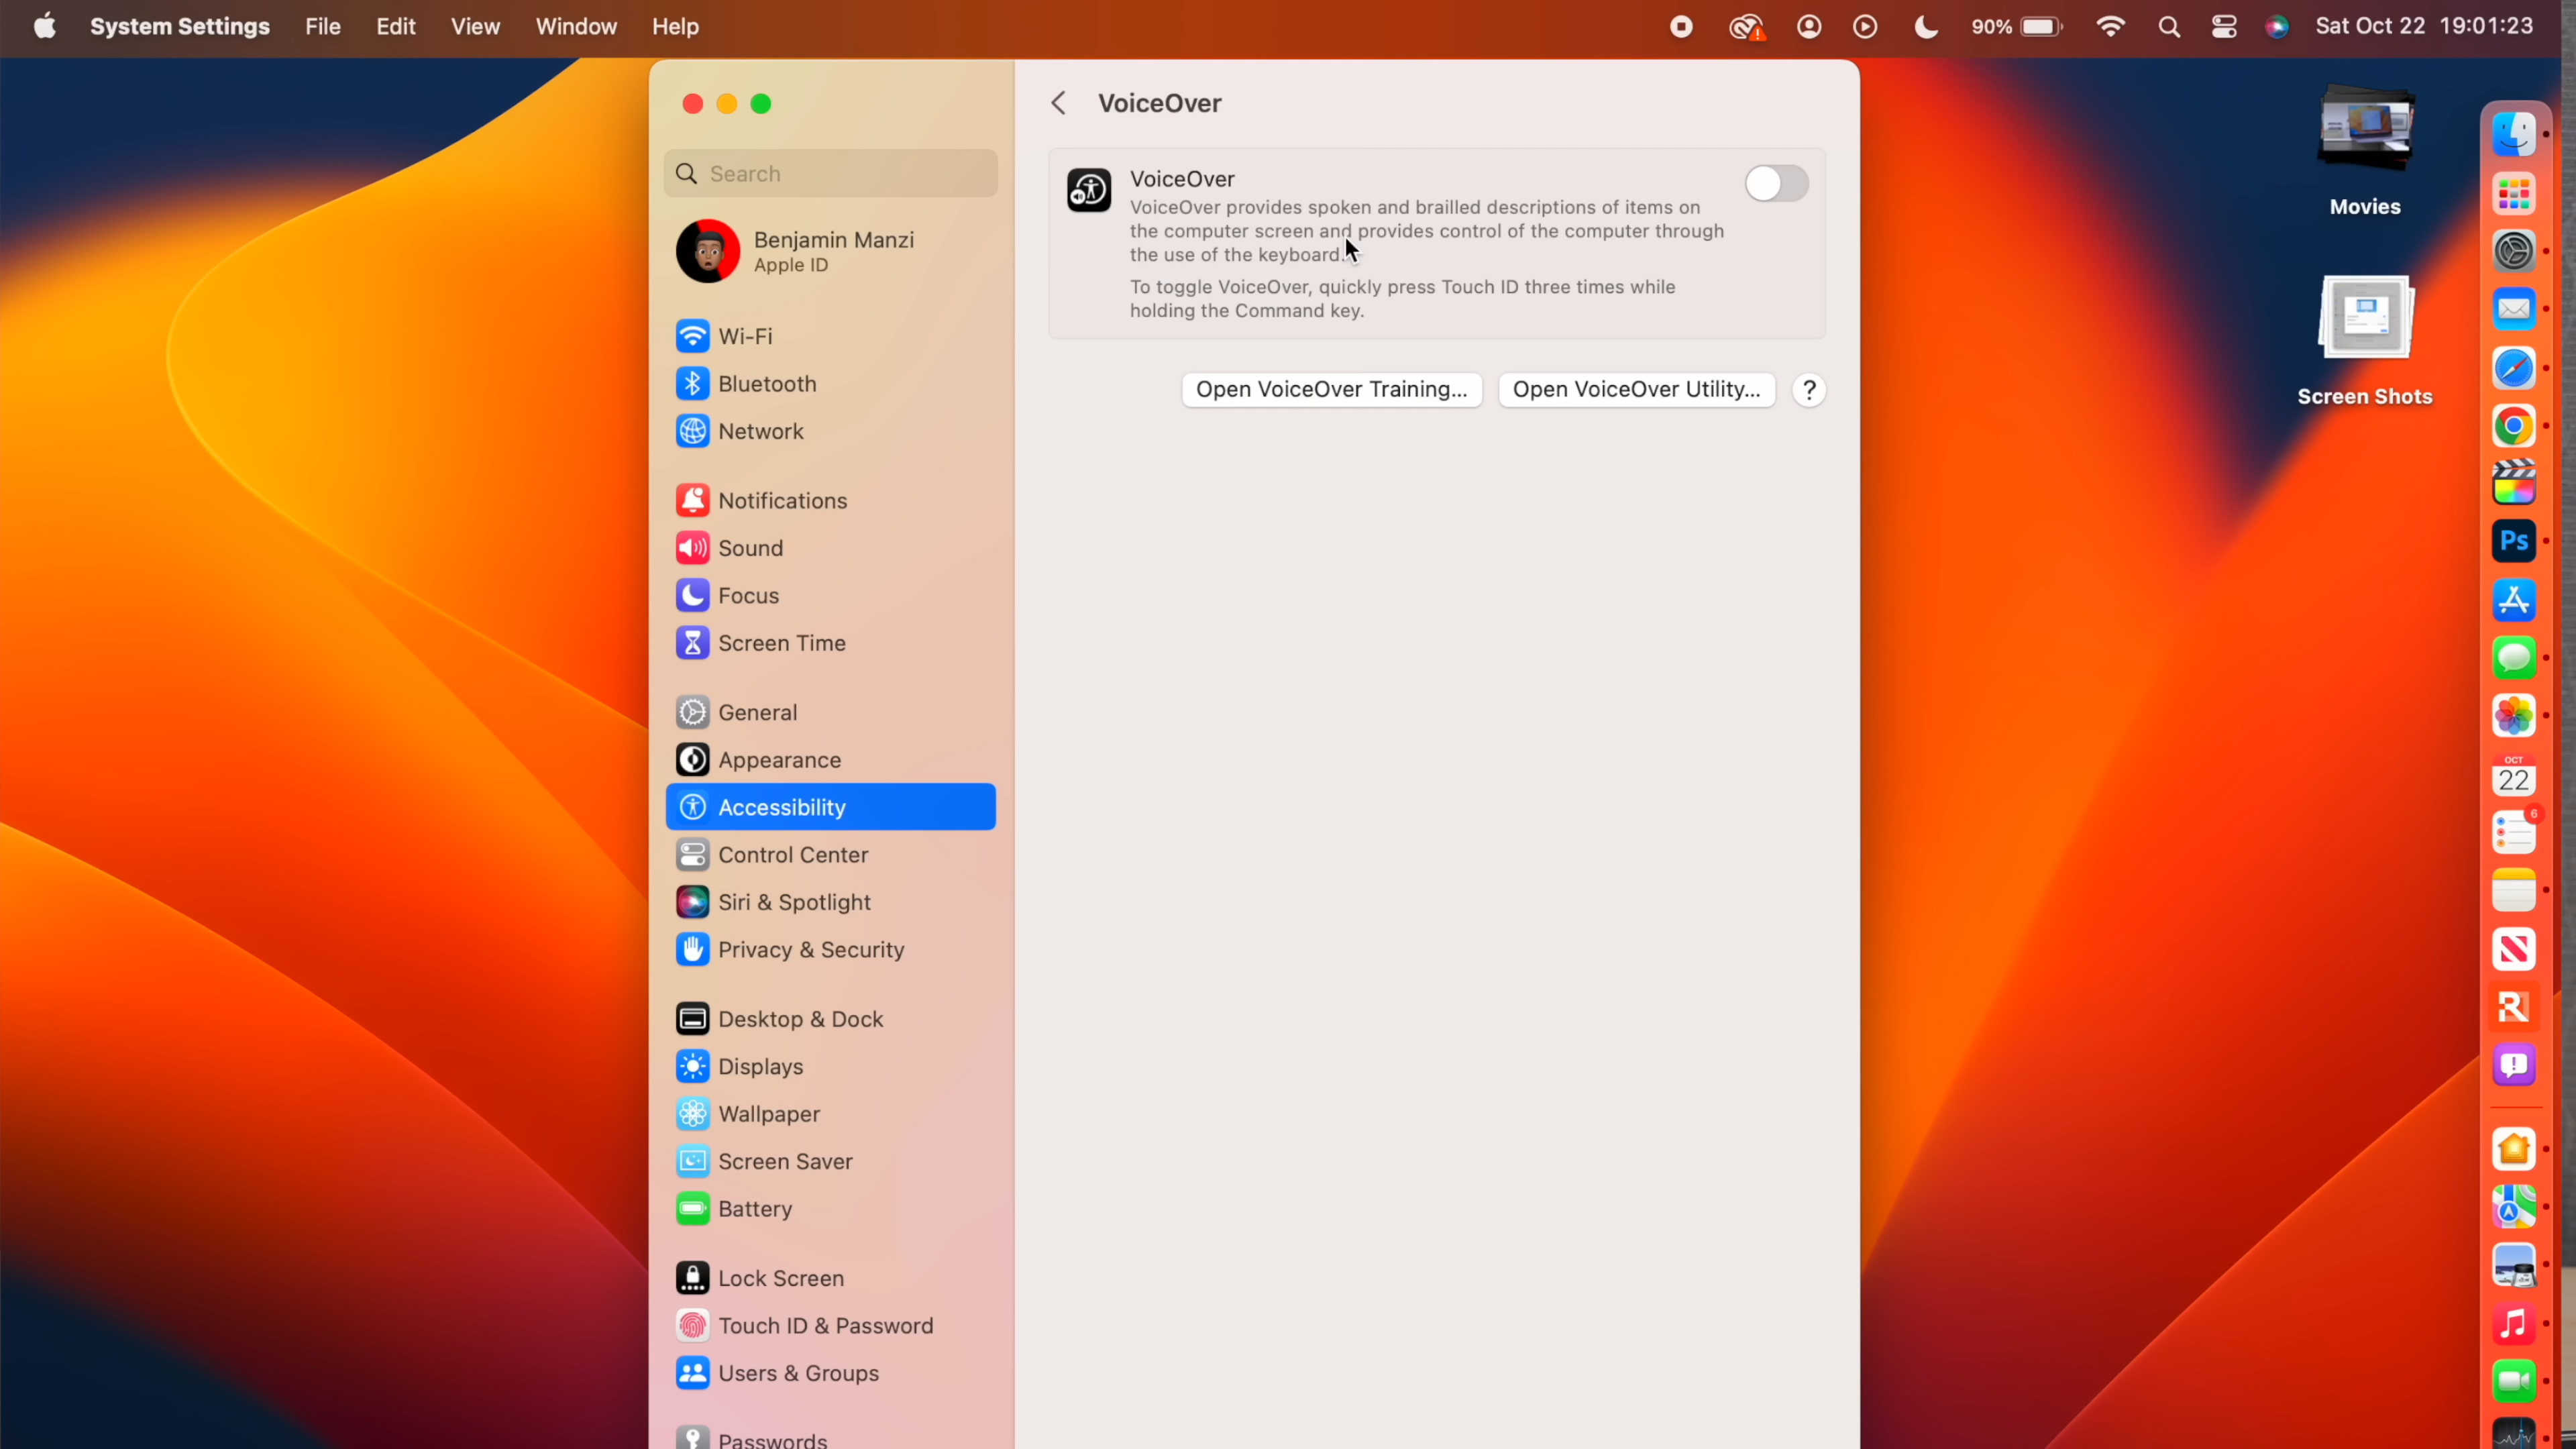 System Settings File Edit View Window Help
90% Sat Oct 22 19:01:23
Search
Benjamin Manzi
Apple ID
Wi-Fi
Bluetooth
Network
Notifications
Sound
Focus
Screen Time
General
Appearance
Accessibility
Control Center
Siri & Spotlight
Privacy & Security
Desktop & Dock
Displays
Wallpaper
Screen Saver
Battery
Lock Screen
Touch ID & Password
Users & Groups
Passwords
VoiceOver
VoiceOver
VoiceOver provides spoken and brailled descriptions of items on
the computer screen and provides control of the computer through
the use of the keyboard.
To toggle VoiceOver, quickly press Touch ID three times while
holding the Command key.
Open VoiceOver Training... Open VoiceOver Utility... ?
Movies
Screen Shots
Ps
OCT
22
6